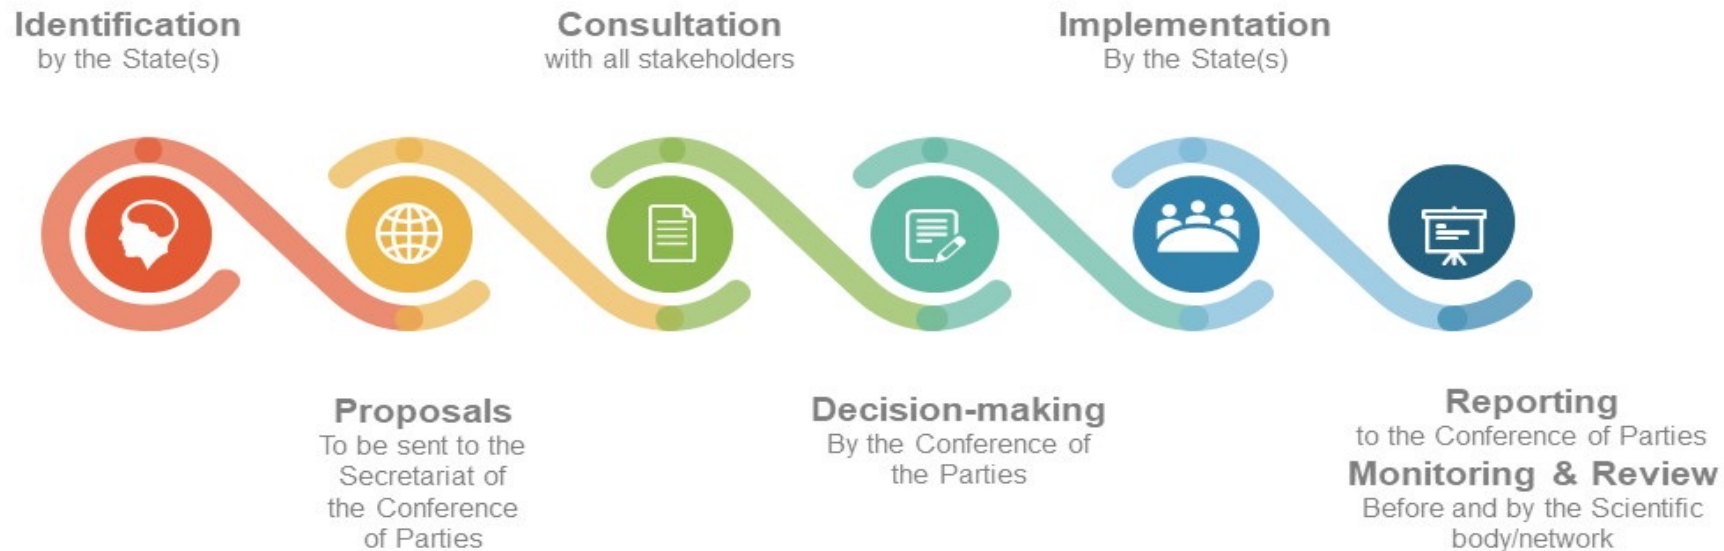 Identification
by the State(s)
Consultation
with all stakeholders
Implementation
By the State(s)
Proposals
To be sent to the
Secretariat of
the Conference
of Parties
Decision-making
By the Conference of
the Parties
Reporting
to the Conference of Parties
Monitoring & Review
Before and by the Scientific
body/network